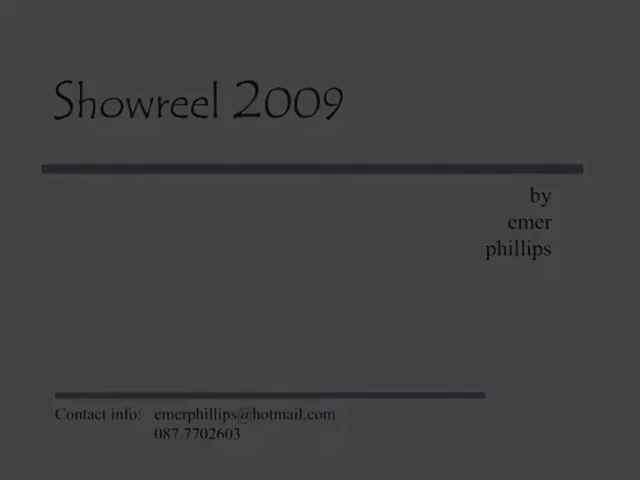 Showreel 2009
by
emer
phillips
Contact info: emerphillips@hotmail.com
087 7702603